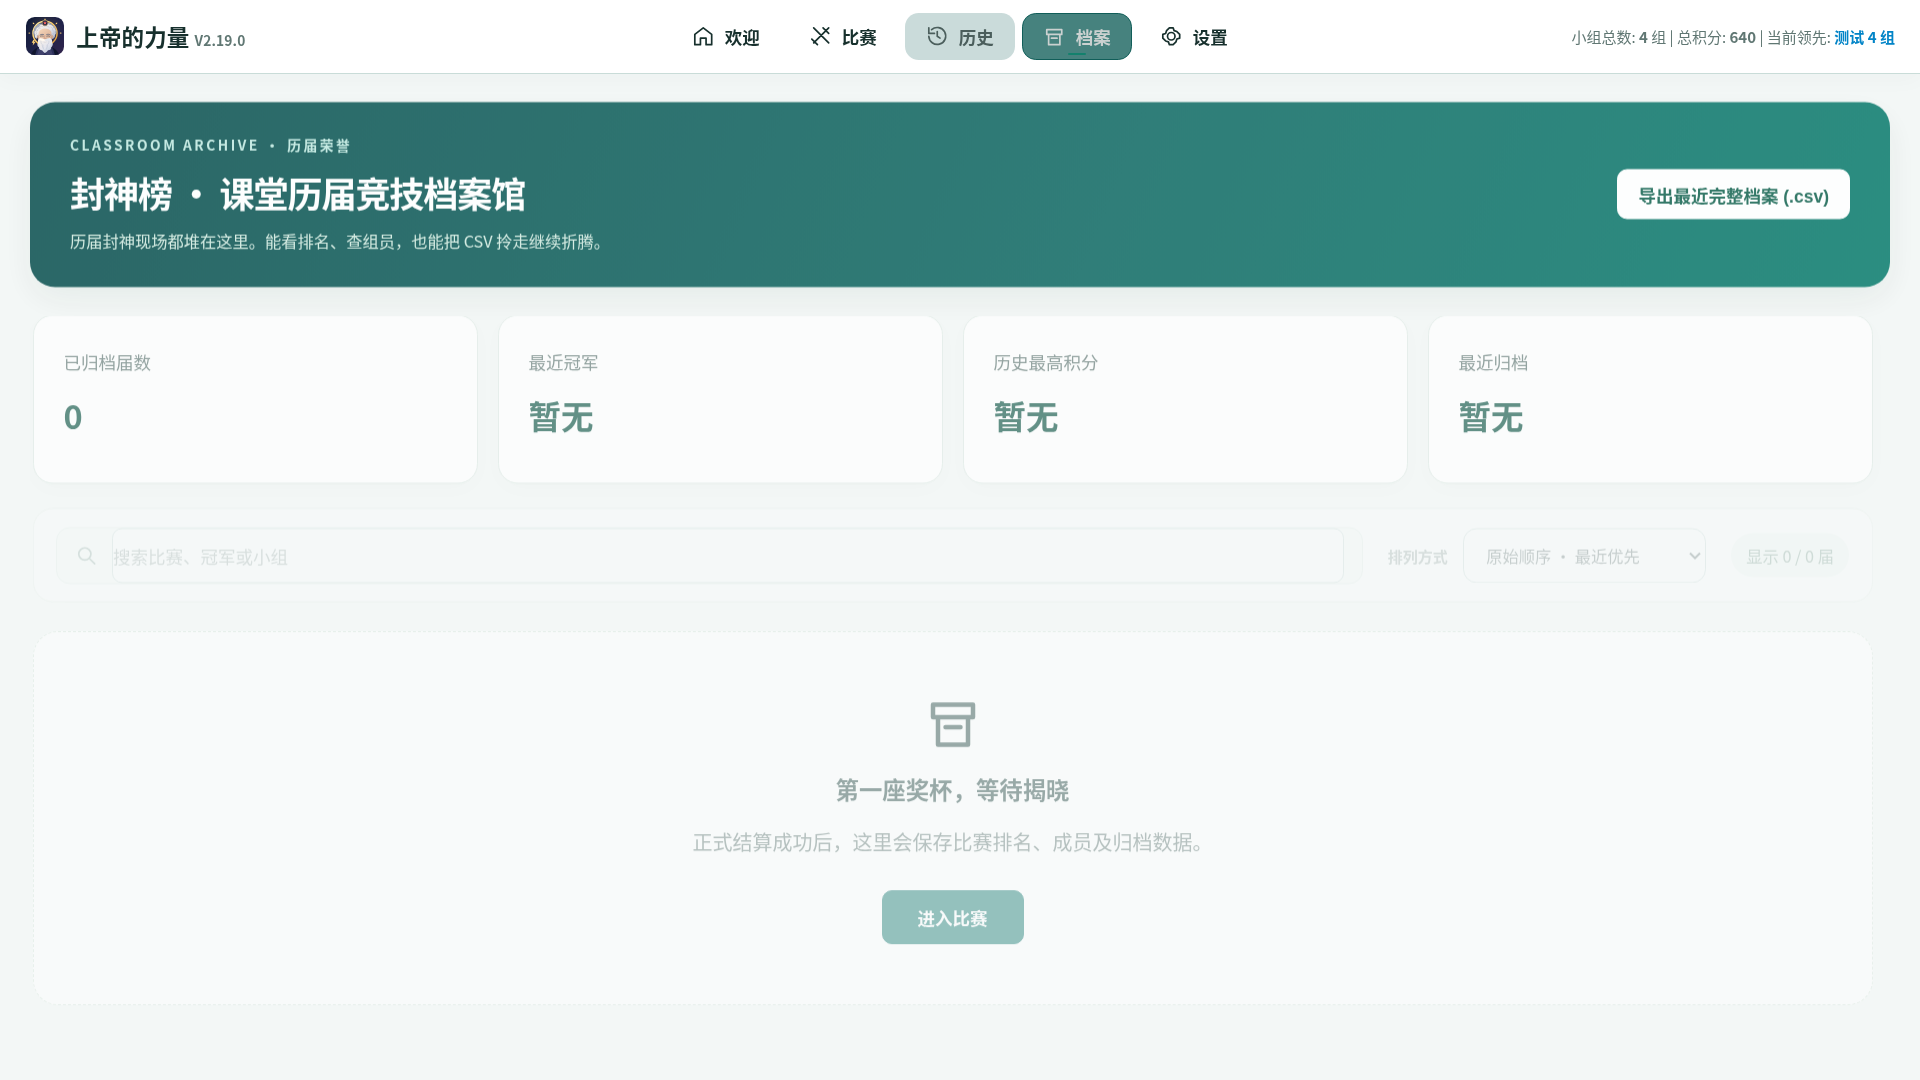 上帝的力量 V2.19.0
欢迎
比赛
历史
档案
设置
小组总数: 4 组 | 总积分: 640 | 当前领先: 测试 4 组
CLASSROOM ARCHIVE · 历届荣誉
封神榜 · 课堂历届竞技档案馆
历届封神现场都堆在这里。能看排名、查组员，也能把 CSV 拎走继续折腾。
导出最近完整档案 (.csv)
已归档届数
0
最近冠军
暂无
历史最高积分
暂无
最近归档
暂无
搜索比赛、冠军或小组
排列方式
原始顺序 · 最近优先
显示 0 / 0 届
第一座奖杯，等待揭晓
正式结算成功后，这里会保存比赛排名、成员及归档数据。
进入比赛